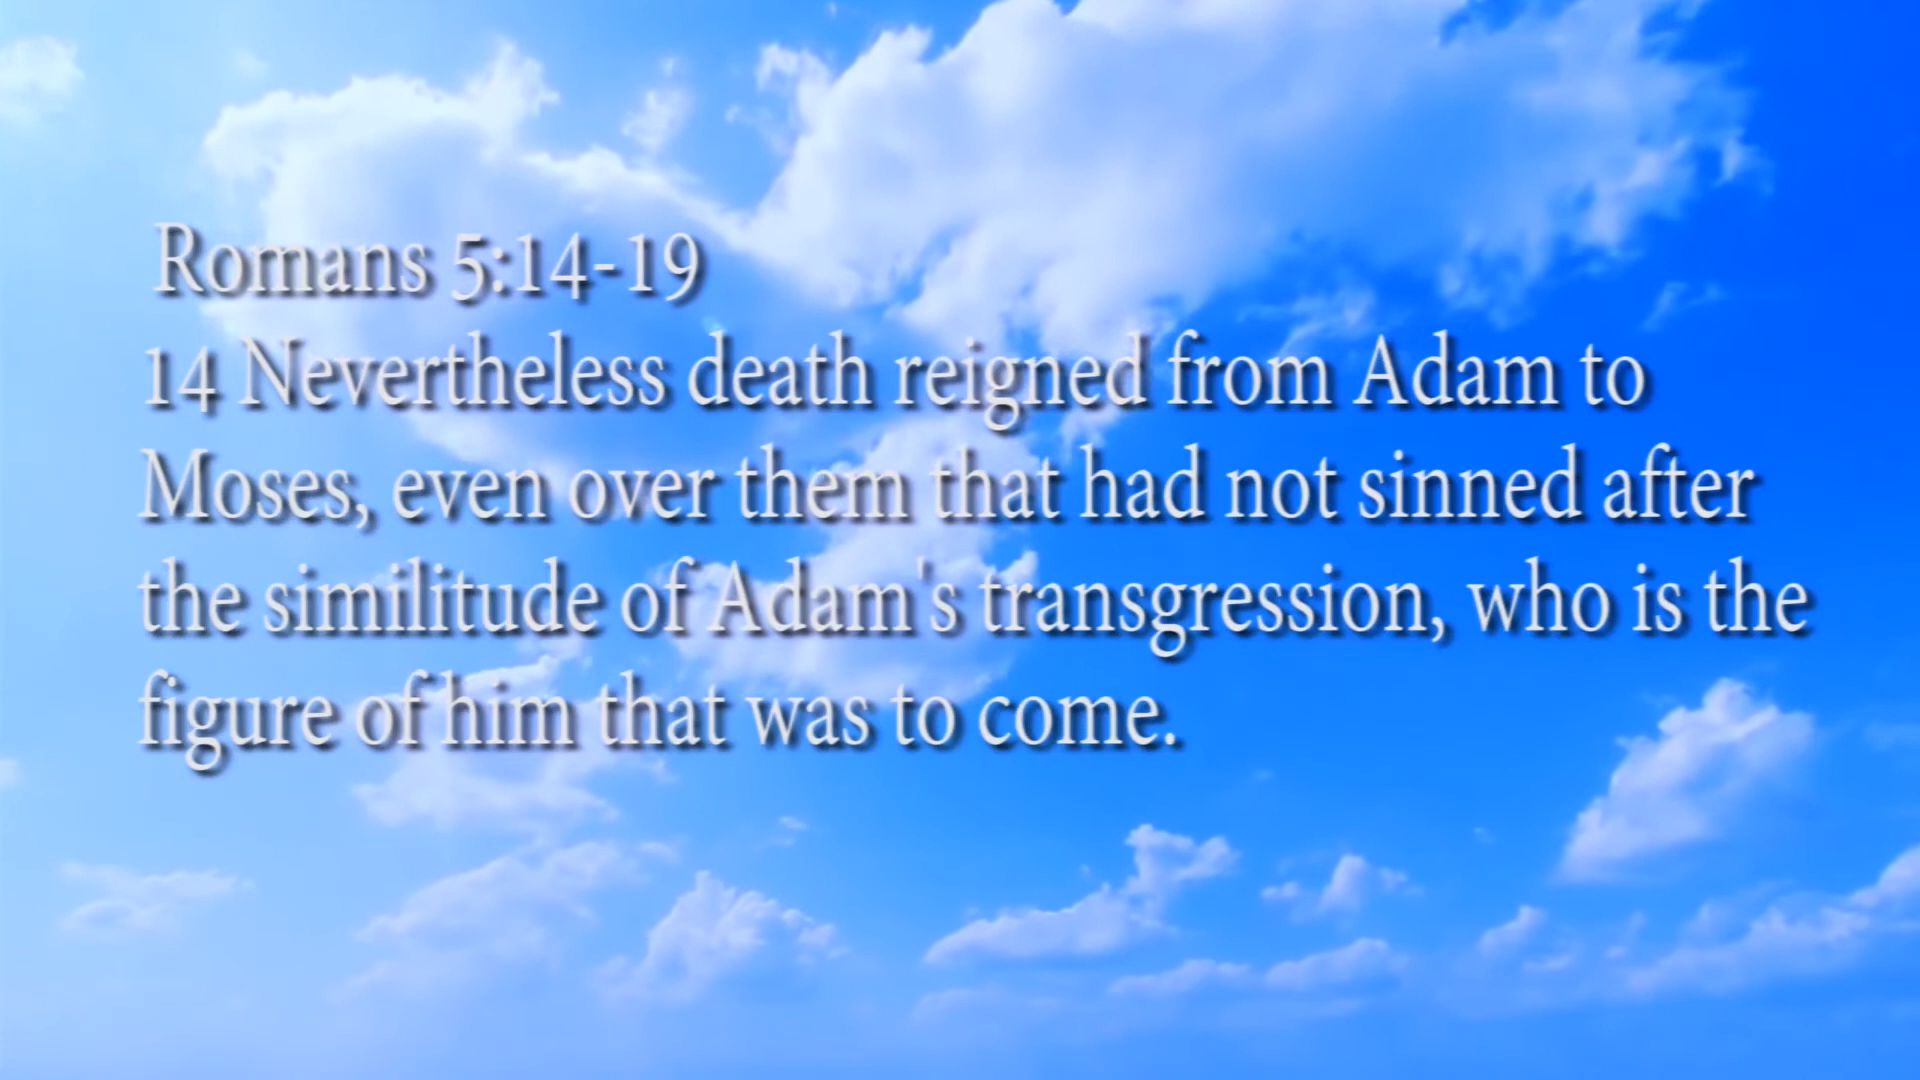 Romans 5:14-19
14 Nevertheless death reigned from Adam to
Moses, even over them that had not sinned after
the similitude of Adam's transgression, who is the
figure of him that was to come.